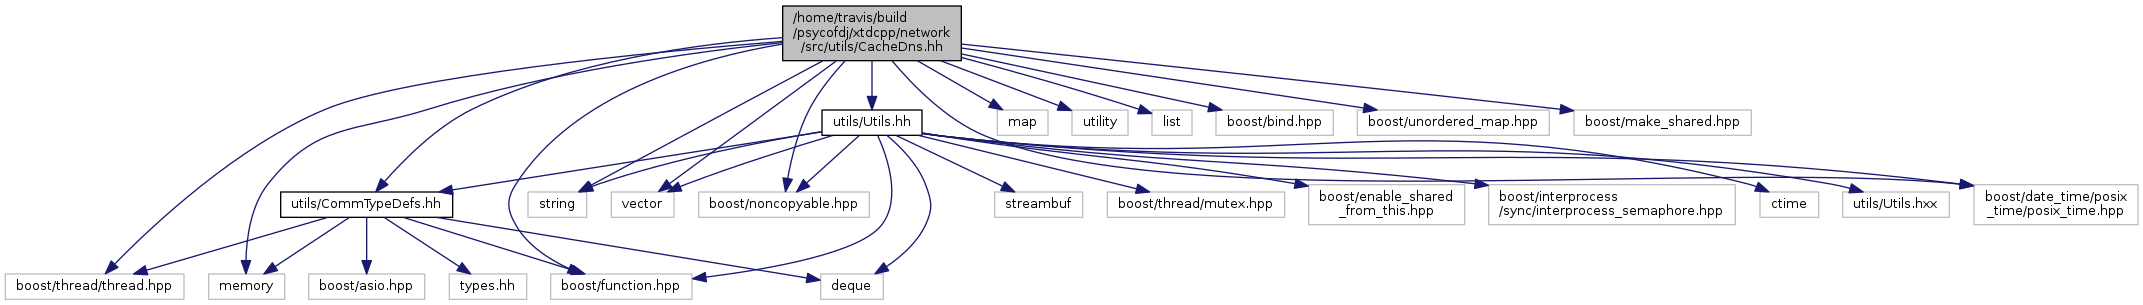 /home/travis/build
/psycofdj/xtdcpp/network
/src/utils/CacheDns.hh
utils/Utils.hh
map
utility
list
boost/bind.hpp
boost/unordered_map.hpp
boost/make_shared.hpp
utils/CommTypeDefs.hh
string
vector
boost/noncopyable.hpp
streambuf
boost/thread/mutex.hpp
boost/enable_shared
_from_this.hpp
boost/interprocess
/sync/interprocess_semaphore.hpp
ctime
utils/Utils.hxx
boost/date_time/posix
_time/posix_time.hpp
boost/thread/thread.hpp
memory
boost/asio.hpp
types.hh
boost/function.hpp
deque